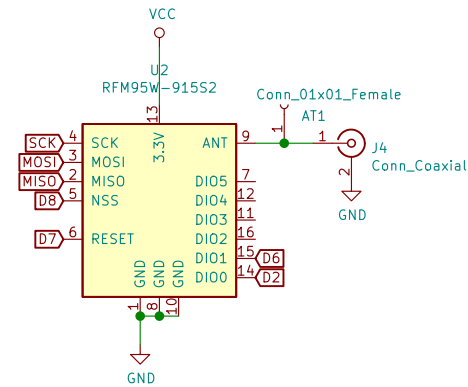 VCC
U2
RFM95W-915S2
13
3.3V
Conn_01x01_Female
AT1
1
SCK 4 SCK
ANT 9
1
J4
Conn_Coaxial
2
GND
MOSI 3 MOSI
MISO 2 MISO
DIO5 7
D8 5 NSS
DIO4 12
DIO3 11
D7 6 RESET
DIO2 16
DIO1 15 D6
DIO0 14 D2
GND GND GND
1 8 10
GND